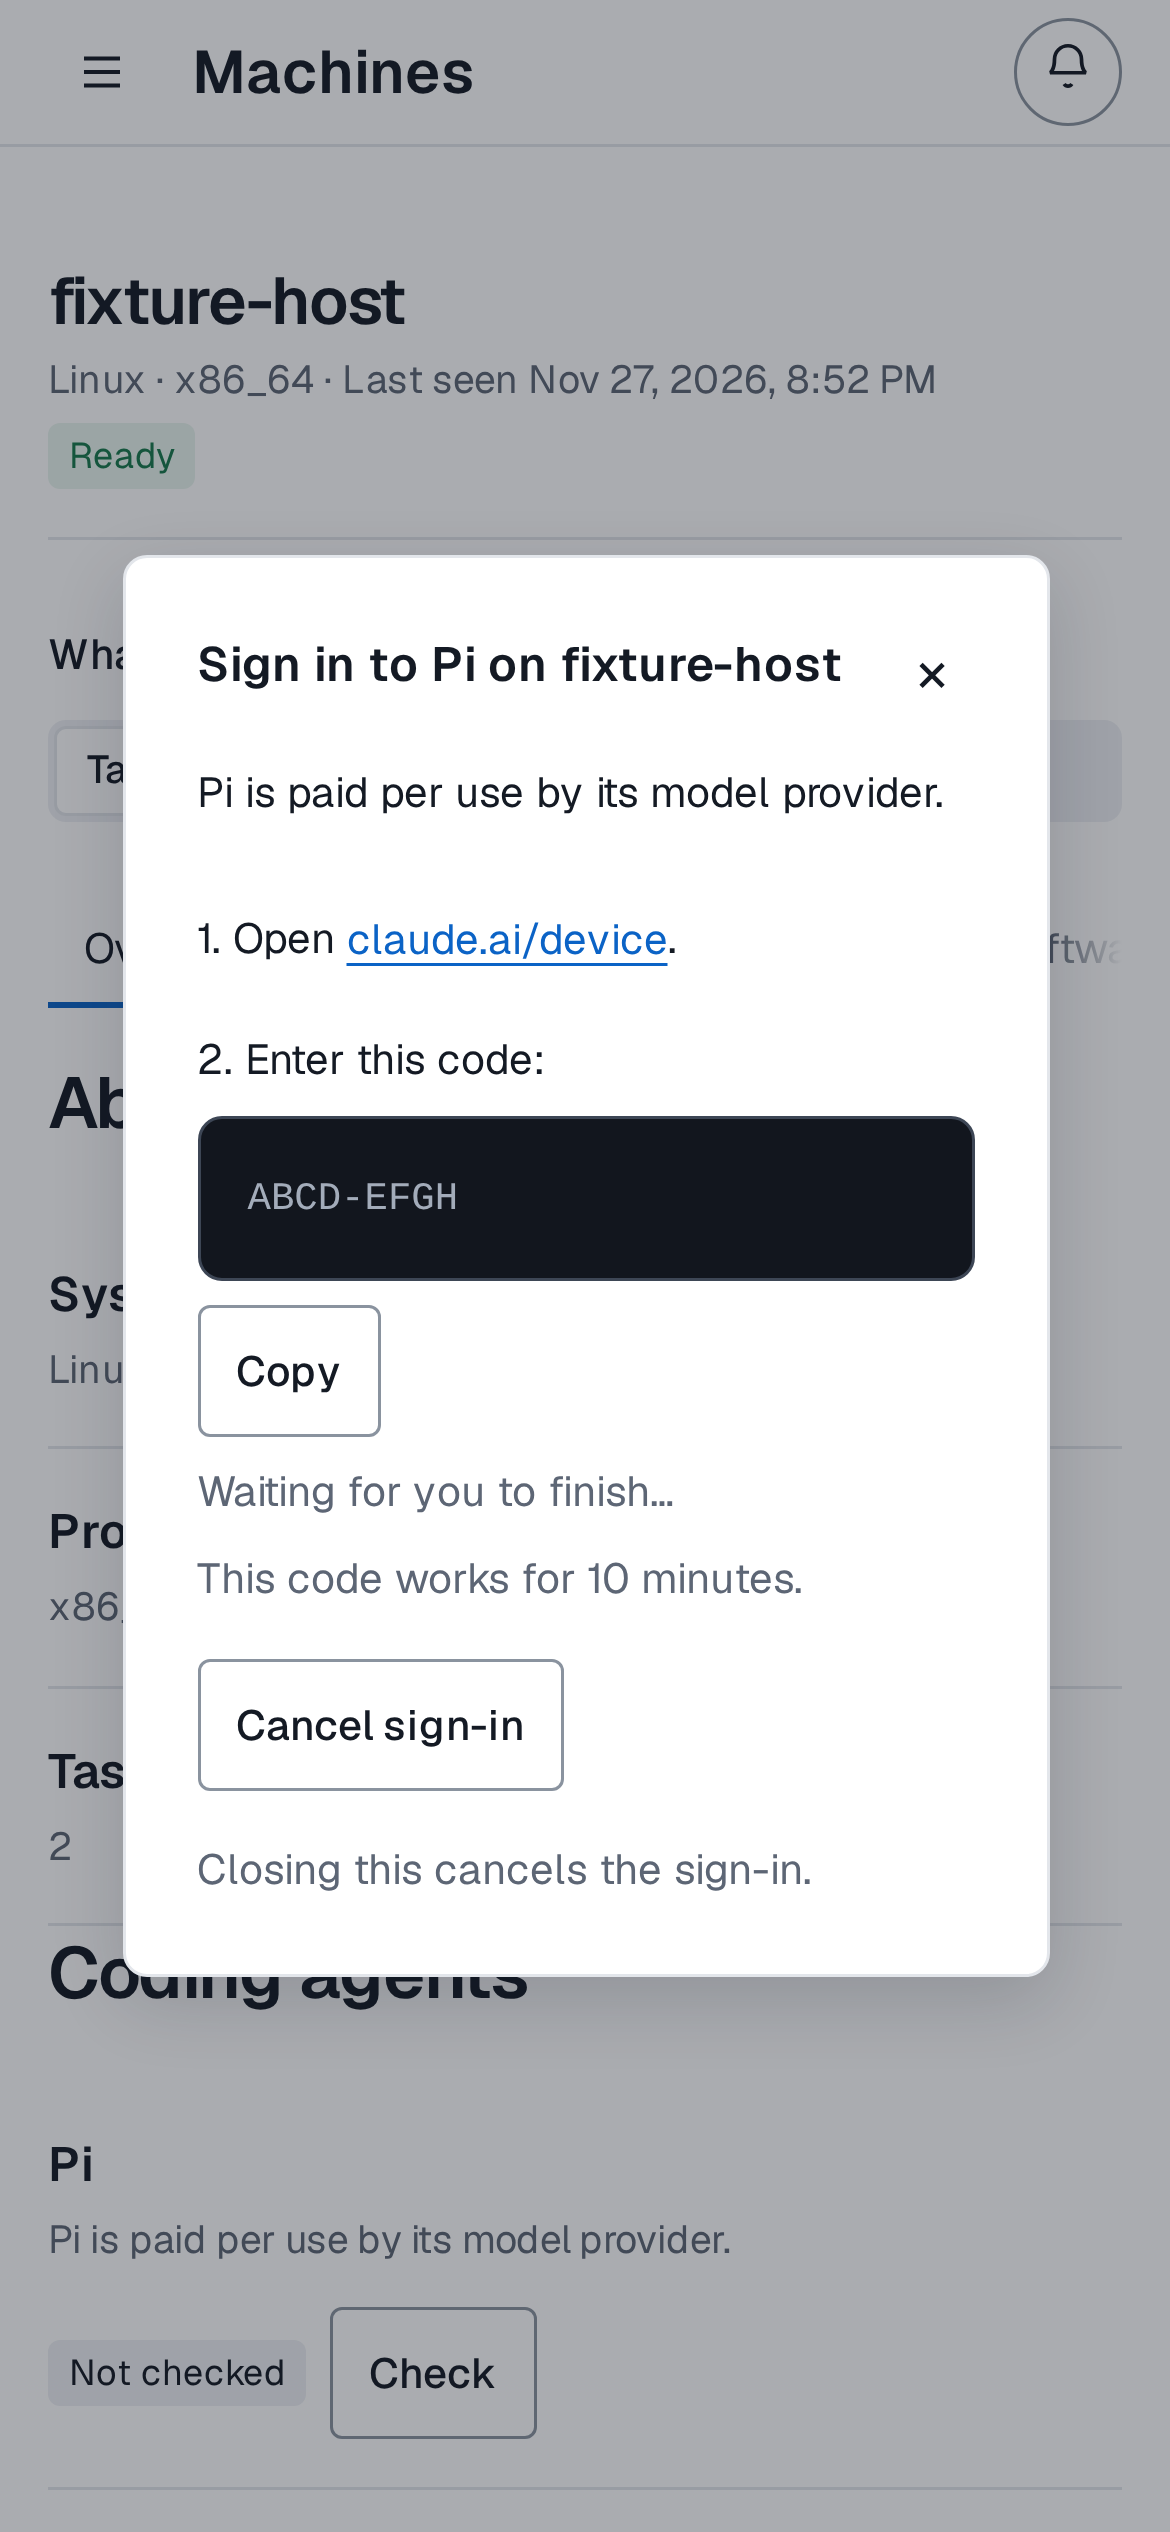 Machines
fixture-host
Linux · x86_64 · Last seen Nov 27, 2026, 8:52 PM
Ready
Sign in to Pi on fixture-host
Pi is paid per use by its model provider.
1. Open claude.ai/device.
2. Enter this code:
ABCD-EFGH
Copy
Waiting for you to finish...
This code works for 10 minutes.
Cancel sign-in
Closing this cancels the sign-in.
2
Coding agents
Pi
Pi is paid per use by its model provider.
Not checked
Check